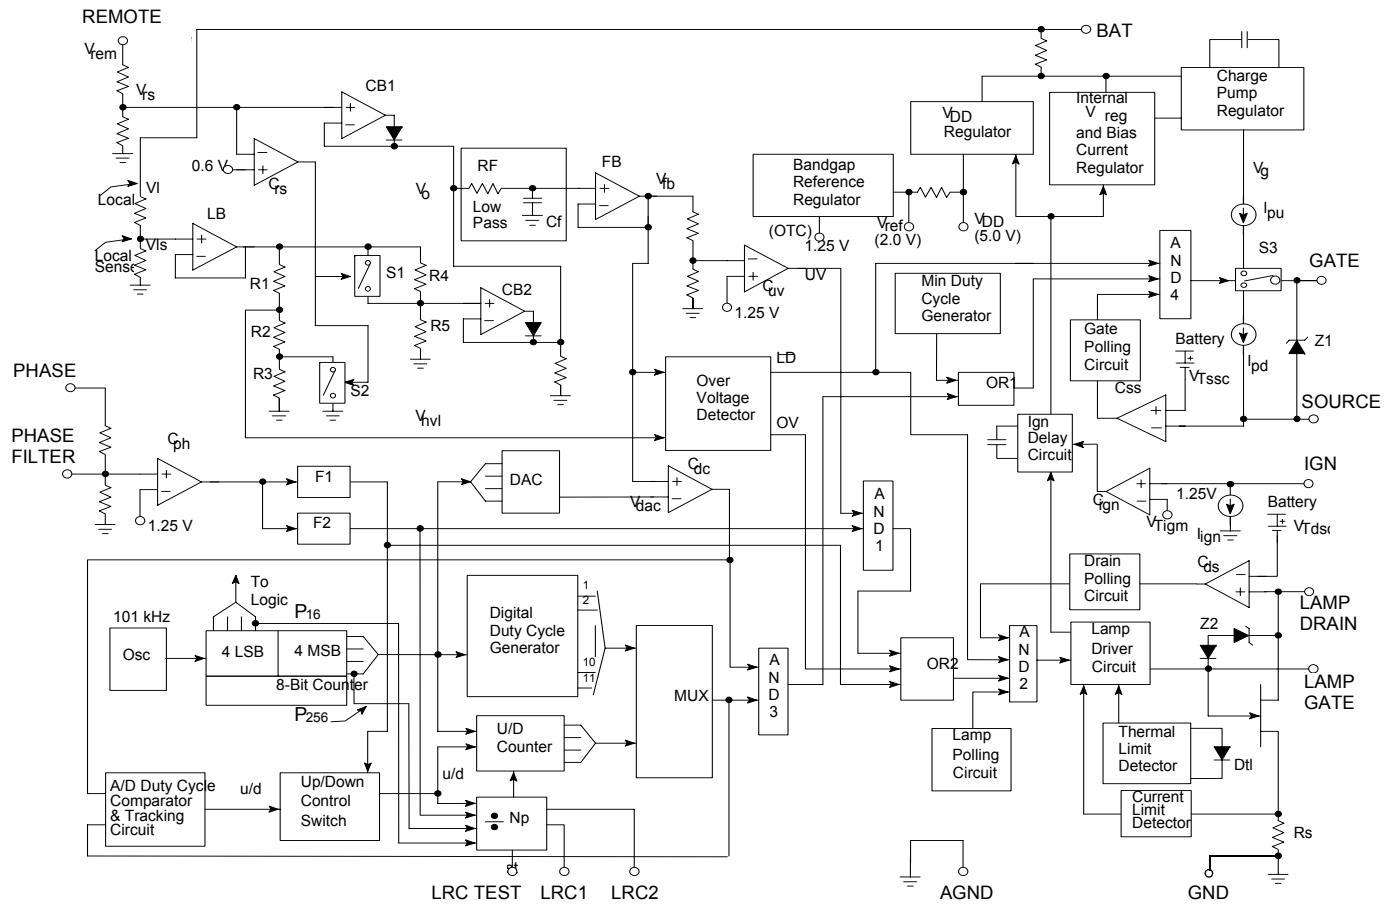 REMOTE
Vrem
Vrs
CB1
0.6 V
Crs
Vl
Local
Vls
Local
Sense
LB
R1
R2
R3
S1
S2
R4
R5
CB2
Vo
RF
Low
Pass
Cf
FB
Vfb
Cuv
1.25 V
UV
BAT
Charge
Pump
Regulator
VDD
Regulator
Internal
Vreg
and Bias
Current
Regulator
Bandgap
Reference
Regulator
(OTC)
1.25 V
Vref
(2.0 V)
VDD
(5.0 V)
Vg
Ipu
S3
GATE
A
N
D
4
Min Duty
Cycle
Generator
OR1
Gate
Polling
Circuit
Battery
VTssc
Css
Ipd
Z1
SOURCE
PHASE
PHASE
FILTER
Cph
1.25 V
F1
F2
Vhvl
Over
Voltage
Detector
LD
OV
DAC
Vdac
Cdc
A
N
D
1
Ign
Delay
Circuit
Cign
VTigm
1.25V
Iign
IGN
Battery
VTdsc
Cds
Drain
Polling
Circuit
LAMP
DRAIN
To
Logic
101 kHz
Osc
P16
4 LSB
4 MSB
8-Bit Counter
P256
Digital
Duty Cycle
Generator
1
2
10
11
MUX
A
N
D
3
OR2
A
N
D
2
Lamp
Polling
Circuit
Lamp
Driver
Circuit
Z2
LAMP
GATE
Thermal
Limit
Detector
Dtl
Current
Limit
Detector
Rs
U/D
Counter
u/d
A/D Duty Cycle
Comparator
& Tracking
Circuit
u/d
Up/Down
Control
Switch
÷ Np
LRC TEST
LRC1
LRC2
AGND
GND